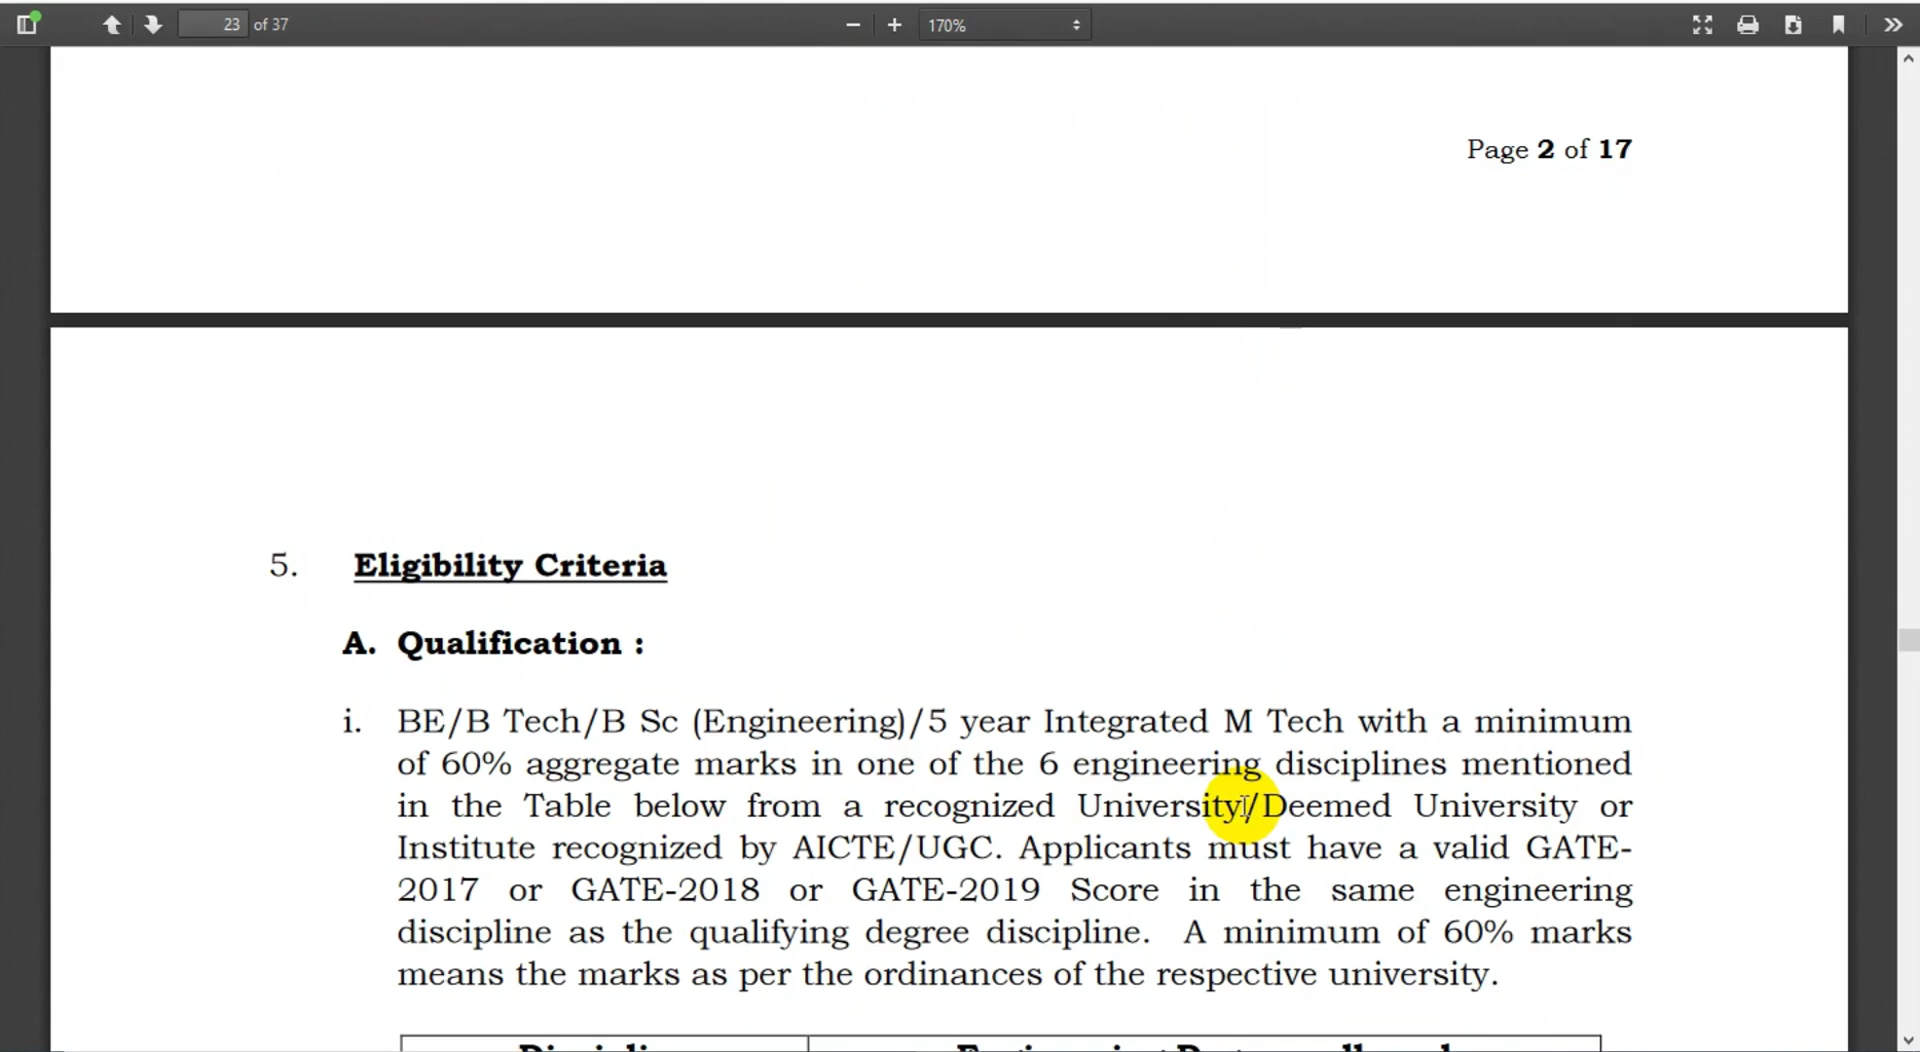 23 of 37
170%
Page 2 of 17
5. Eligibility Criteria
A. Qualification :
i. BE/B Tech/B Sc (Engineering)/5 year Integrated M Tech with a minimum
of 60% aggregate marks in one of the 6 engineering disciplines mentioned
in the Table below from a recognized University/Deemed University or
Institute recognized by AICTE/UGC. Applicants must have a valid GATE-
2017 or GATE-2018 or GATE-2019 Score in the same engineering
discipline as the qualifying degree discipline. A minimum of 60% marks
means the marks as per the ordinances of the respective university.